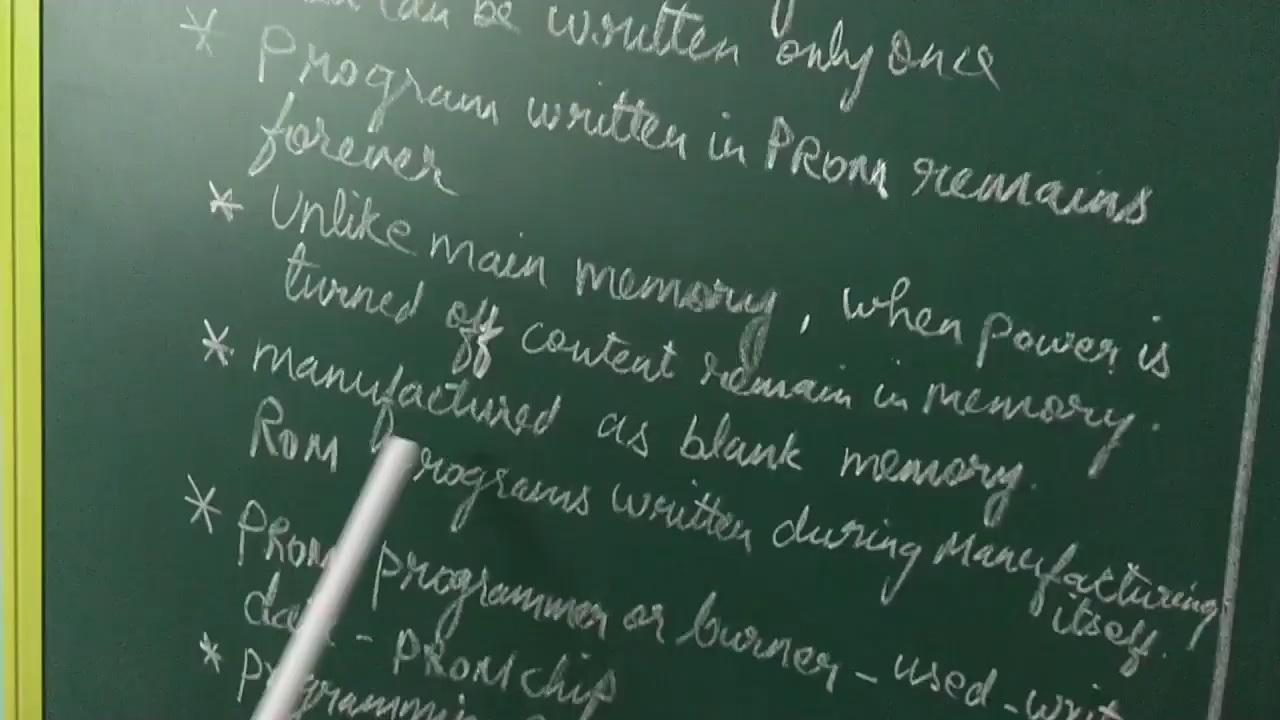 can be written only once
* Program written in PROM remains
forever
* Unlike main memory, when power is
turned off content remain in memory.
* manufactured as blank memory.
ROM programs written during Manufacturing
itself.
* PROM programmer or burner - used - writ
- PROM chip
*